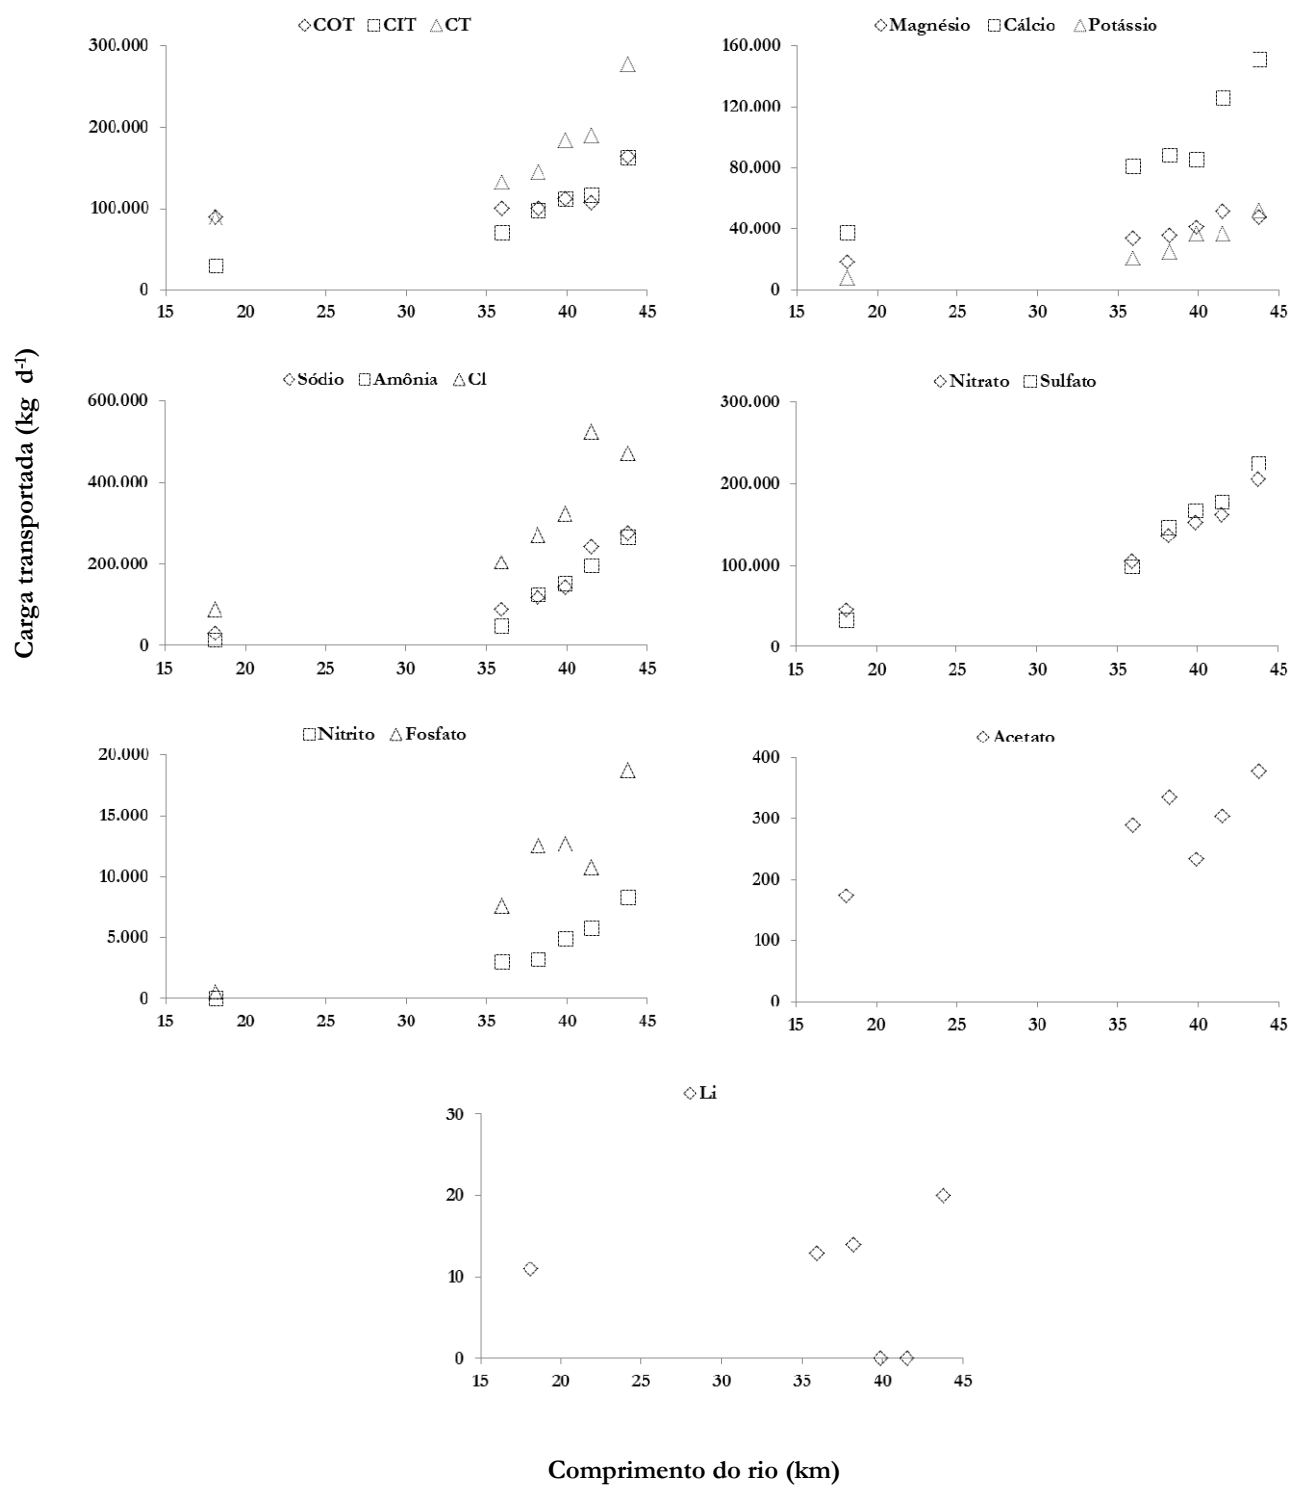 COT CIT CT
300.000
200.000
100.000
0
15 20 25 30 35 40 45
Magnésio Cálcio Potássio
160.000
120.000
80.000
40.000
0
15 20 25 30 35 40 45
Carga transportada (kg d-1)
Sódio Amônia Cl
600.000
400.000
200.000
0
15 20 25 30 35 40 45
Nitrato Sulfato
300.000
200.000
100.000
0
15 20 25 30 35 40 45
Nitrito Fosfato
20.000
15.000
10.000
5.000
0
15 20 25 30 35 40 45
Acetato
400
300
200
100
0
15 20 25 30 35 40 45
Li
30
20
10
0
15 20 25 30 35 40 45
Comprimento do rio (km)